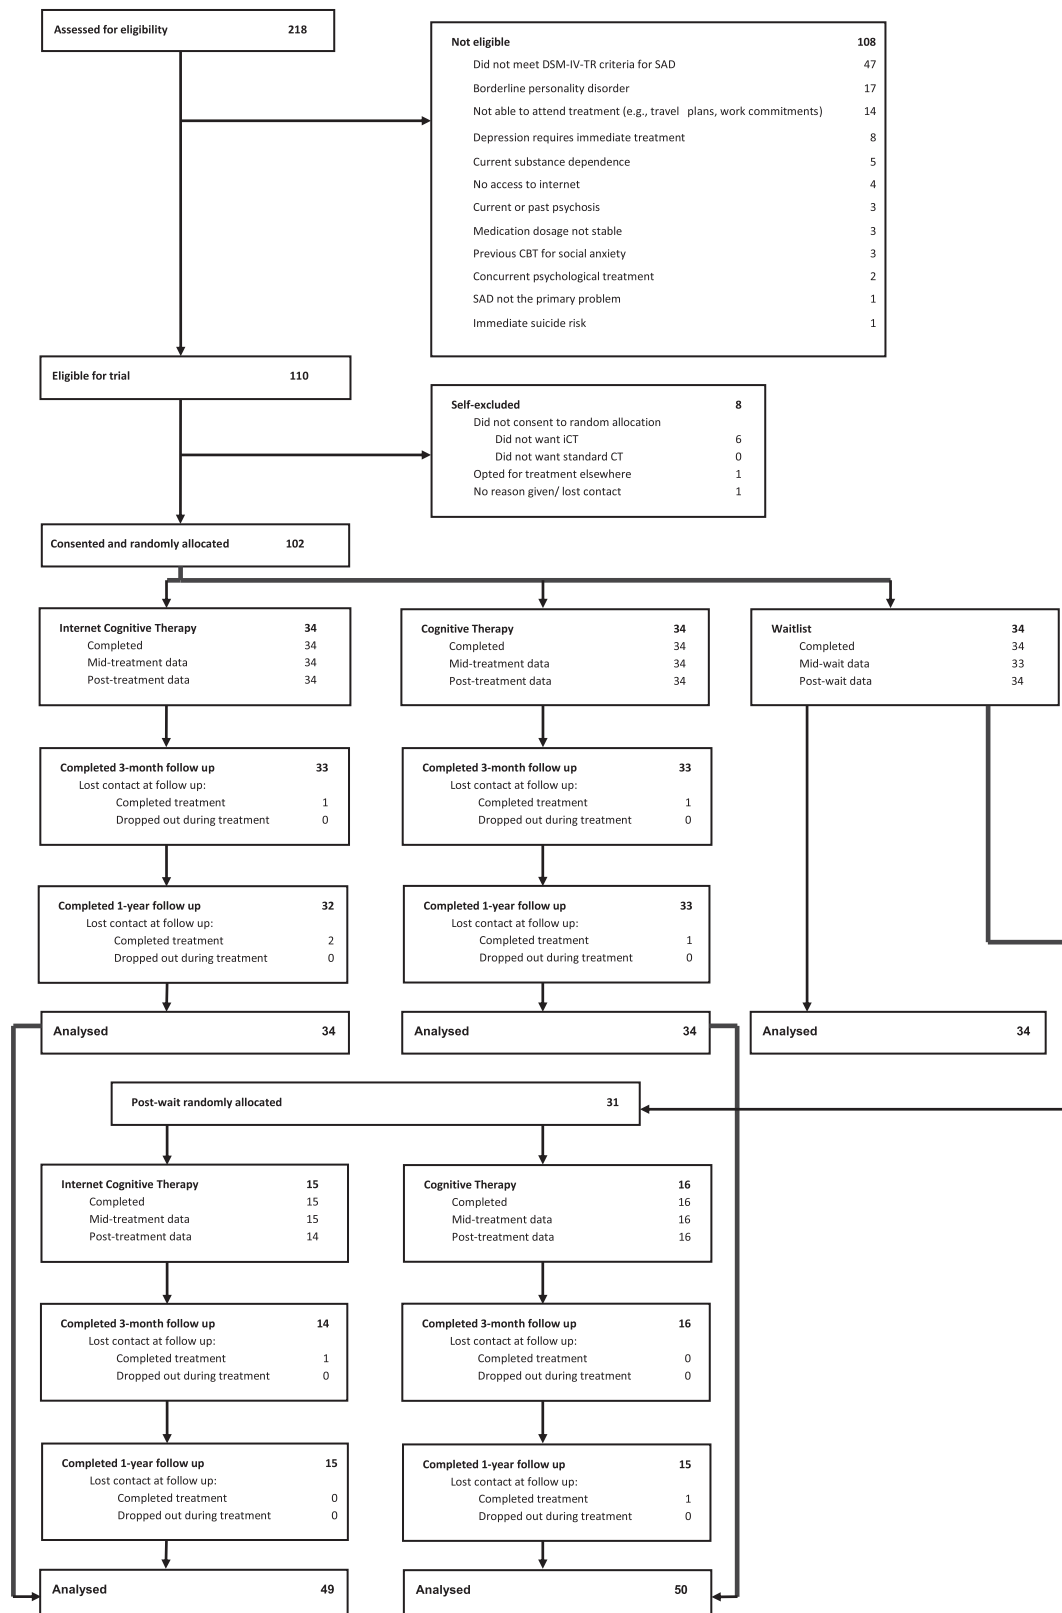 Assessed for eligibility 218
Not eligible 108
Did not meet DSM-IV-TR criteria for SAD 47
Borderline personality disorder 17
Not able to attend treatment (e.g., travel plans, work commitments) 14
Depression requires immediate treatment 8
Current substance dependence 5
No access to internet 4
Current or past psychosis 3
Medication dosage not stable 3
Previous CBT for social anxiety 3
Concurrent psychological treatment 2
SAD not the primary problem 1
Immediate suicide risk 1
Eligible for trial 110
Self-excluded 8
Did not consent to random allocation
Did not want iCT 6
Did not want standard CT 0
Opted for treatment elsewhere 1
No reason given/ lost contact 1
Consented and randomly allocated 102
Internet Cognitive Therapy 34
Completed 34
Mid-treatment data 34
Post-treatment data 34
Cognitive Therapy 34
Completed 34
Mid-treatment data 34
Post-treatment data 34
Waitlist 34
Completed 34
Mid-wait data 33
Post-wait data 34
Completed 3-month follow up 33
Lost contact at follow up:
Completed treatment 1
Dropped out during treatment 0
Completed 3-month follow up 33
Lost contact at follow up:
Completed treatment 1
Dropped out during treatment 0
Completed 1-year follow up 32
Lost contact at follow up:
Completed treatment 2
Dropped out during treatment 0
Completed 1-year follow up 33
Lost contact at follow up:
Completed treatment 1
Dropped out during treatment 0
Analysed 34
Analysed 34
Analysed 34
Post-wait randomly allocated 31
Internet Cognitive Therapy 15
Completed 15
Mid-treatment data 15
Post-treatment data 14
Cognitive Therapy 16
Completed 16
Mid-treatment data 16
Post-treatment data 16
Completed 3-month follow up 14
Lost contact at follow up:
Completed treatment 1
Dropped out during treatment 0
Completed 3-month follow up 16
Lost contact at follow up:
Completed treatment 0
Dropped out during treatment 0
Completed 1-year follow up 15
Lost contact at follow up:
Completed treatment 0
Dropped out during treatment 0
Completed 1-year follow up 15
Lost contact at follow up:
Completed treatment 1
Dropped out during treatment 0
Analysed 49
Analysed 50